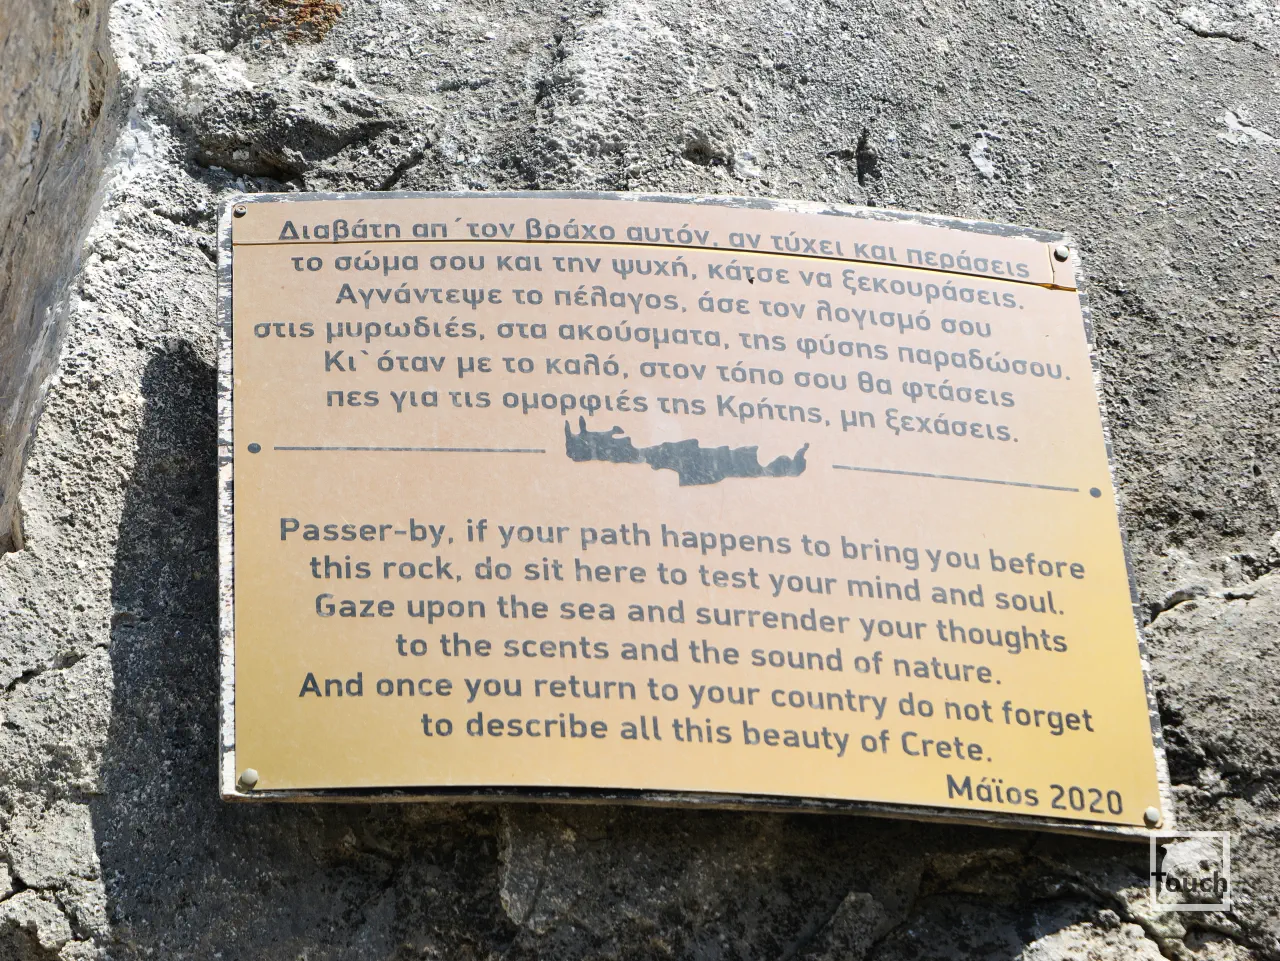 Διαβάτη απ΄τον βράχο αυτόν, αν τύχει και περάσεις
το σώμα σου και την ψυχή, κάτσε να ξεκουράσεις.
Αγνάντεψε το πέλαγος, άσε τον λογισμό σου
στις μυρωδιές, στα ακούσματα, της φύσης παραδώσου.
Κι`όταν με το καλό, στον τόπο σου θα φτάσεις
πες για τις ομορφιές της Κρήτης, μη ξεχάσεις.
Passer-by, if your path happens to bring you before
this rock, do sit here to test your mind and soul.
Gaze upon the sea and surrender your thoughts
to the scents and the sound of nature.
And once you return to your country do not forget
to describe all this beauty of Crete.
Μάϊος 2020
Touch